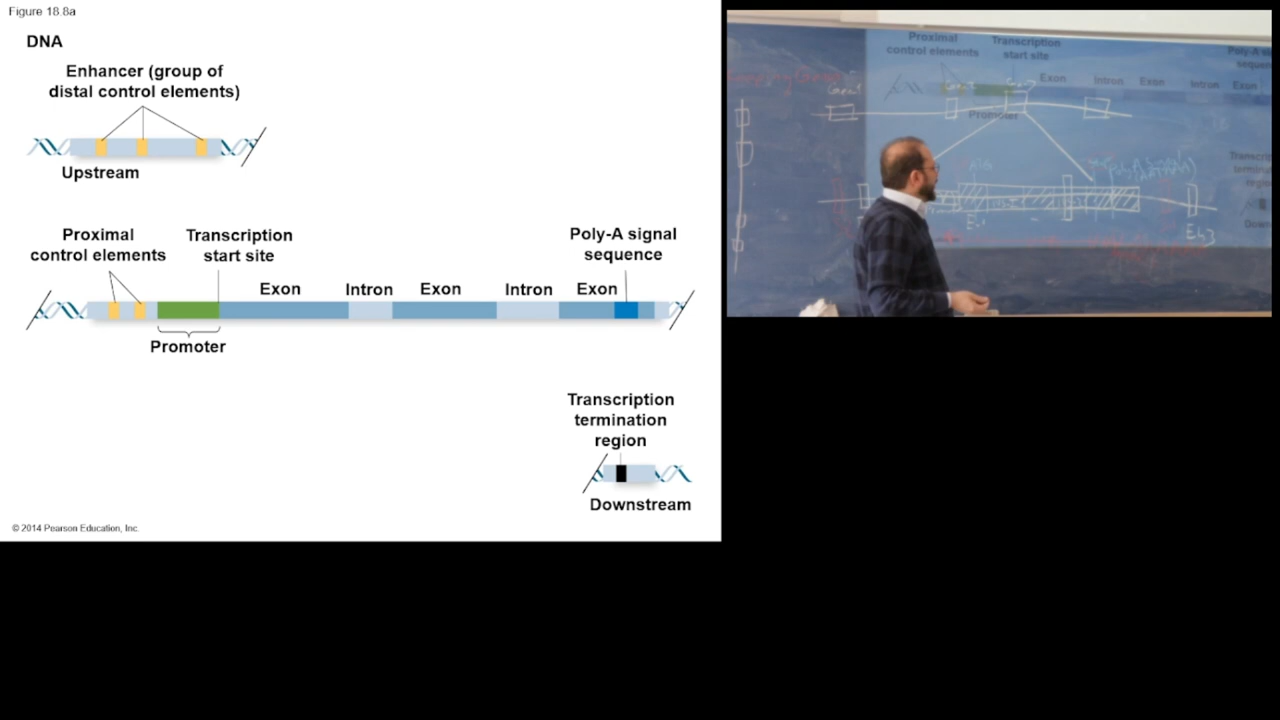 Figure 18.8a
DNA
Enhancer (group of
distal control elements)
Upstream
Proximal
control elements
Transcription
start site
Poly-A signal
sequence
Exon
Intron
Exon
Intron
Exon
Promoter
Transcription
termination
region
Downstream
© 2014 Pearson Education, Inc.
Proximal
control elements
Transcription
start site
Poly-A
Exon
Intron
Exon
Intron
Exon
Promoter
ATG